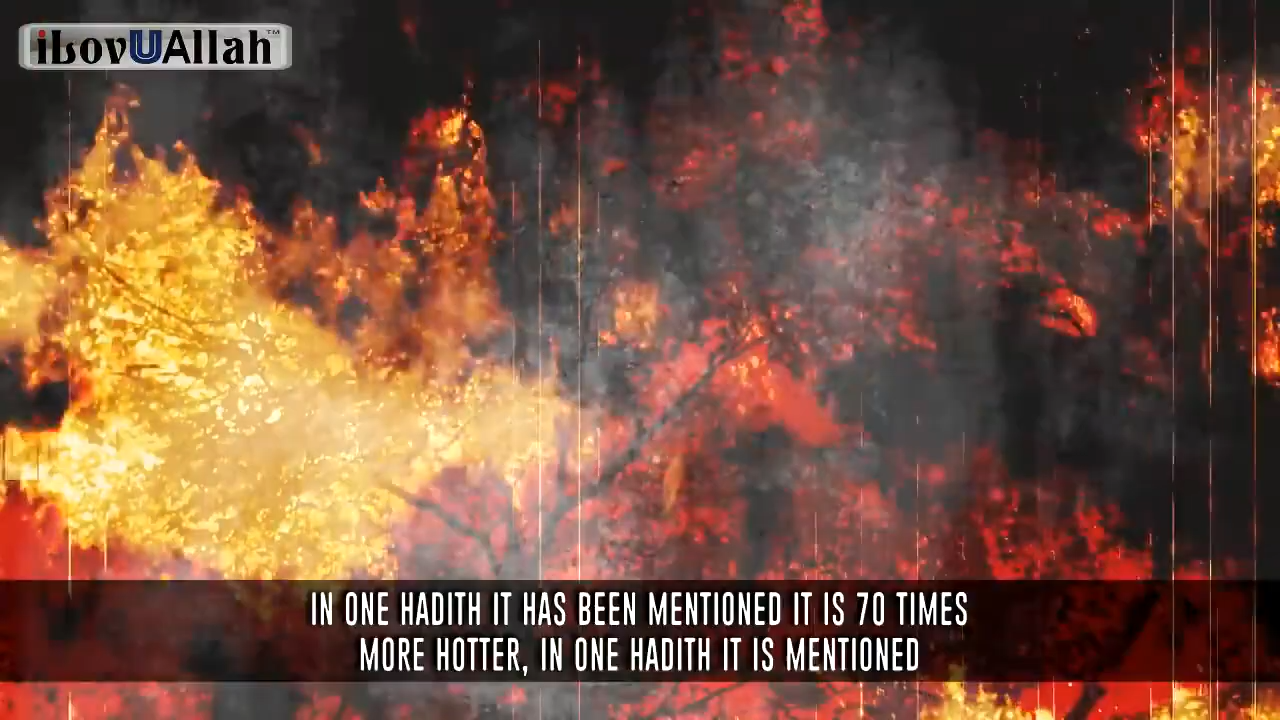 iLovUAllah™
IN ONE HADITH IT HAS BEEN MENTIONED IT IS 70 TIMES
MORE HOTTER, IN ONE HADITH IT IS MENTIONED